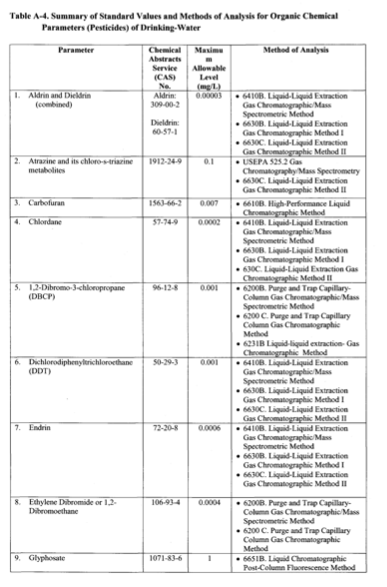 Table A-4. Summary of Standard Values and Methods of Analysis for Organic Chemical
Parameters (Pesticides) of Drinking-Water
Parameter
Chemical
Abstracts
Service
(CAS)
No.
Maximu
m
Allowable
Level
(mg/L)
Method of Analysis
1. Aldrin and Dieldrin
(combined)
Aldrin:
309-00-2
Dieldrin:
60-57-1
0.00003
• 6410B. Liquid-Liquid Extraction
Gas Chromatographic/Mass
Spectrometric Method
• 6630B. Liquid-Liquid Extraction
Gas Chromatographic Method I
• 6630C. Liquid-Liquid Extraction
Gas Chromatographic Method II
2. Atrazine and its chloro-s-triazine
metabolites
1912-24-9
0.1
• USEPA 525.2 Gas
Chromatography/Mass Spectrometry
• 6630C. Liquid-Liquid Extraction
Gas Chromatographic Method II
3. Carbofuran
1563-66-2
0.007
• 6610B. High-Performance Liquid
Chromatographic Method
4. Chlordane
57-74-9
0.0002
• 6410B. Liquid-Liquid Extraction
Gas Chromatographic/Mass
Spectrometric Method
• 6630B. Liquid-Liquid Extraction
Gas Chromatographic Method I
• 630C. Liquid-Liquid Extraction Gas
Chromatographic Method II
5. 1,2-Dibromo-3-chloropropane
(DBCP)
96-12-8
0.001
• 6200B. Purge and Trap Capillary-
Column Gas Chromatographic/Mass
Spectrometric Method
• 6200 C. Purge and Trap Capillary
Column Gas Chromatographic
Method
• 6231B Liquid-liquid extraction- Gas
Chromatographic Method
6. Dichlorodiphenyltrichloroethane
(DDT)
50-29-3
0.001
• 6410B. Liquid-Liquid Extraction
Gas Chromatographic/Mass
Spectrometric Method
• 6630B. Liquid-Liquid Extraction
Gas Chromatographic Method I
• 6630C. Liquid-Liquid Extraction
Gas Chromatographic Method II
7. Endrin
72-20-8
0.0006
• 6410B. Liquid-Liquid Extraction
Gas Chromatographic/Mass
Spectrometric Method
• 6630B. Liquid-Liquid Extraction
Gas Chromatographic Method I
• 6630C. Liquid-Liquid Extraction
Gas Chromatographic Method II
8. Ethylene Dibromide or 1,2-
Dibromoethane
106-93-4
0.0004
• 6200B. Purge and Trap Capillary-
Column Gas Chromatographic/Mass
Spectrometric Method
• 6200 C. Purge and Trap Capillary
Column Gas Chromatographic
Method
9. Glyphosate
1071-83-6
1
• 6651B. Liquid Chromatographic
Post-Column Fluorescence Method